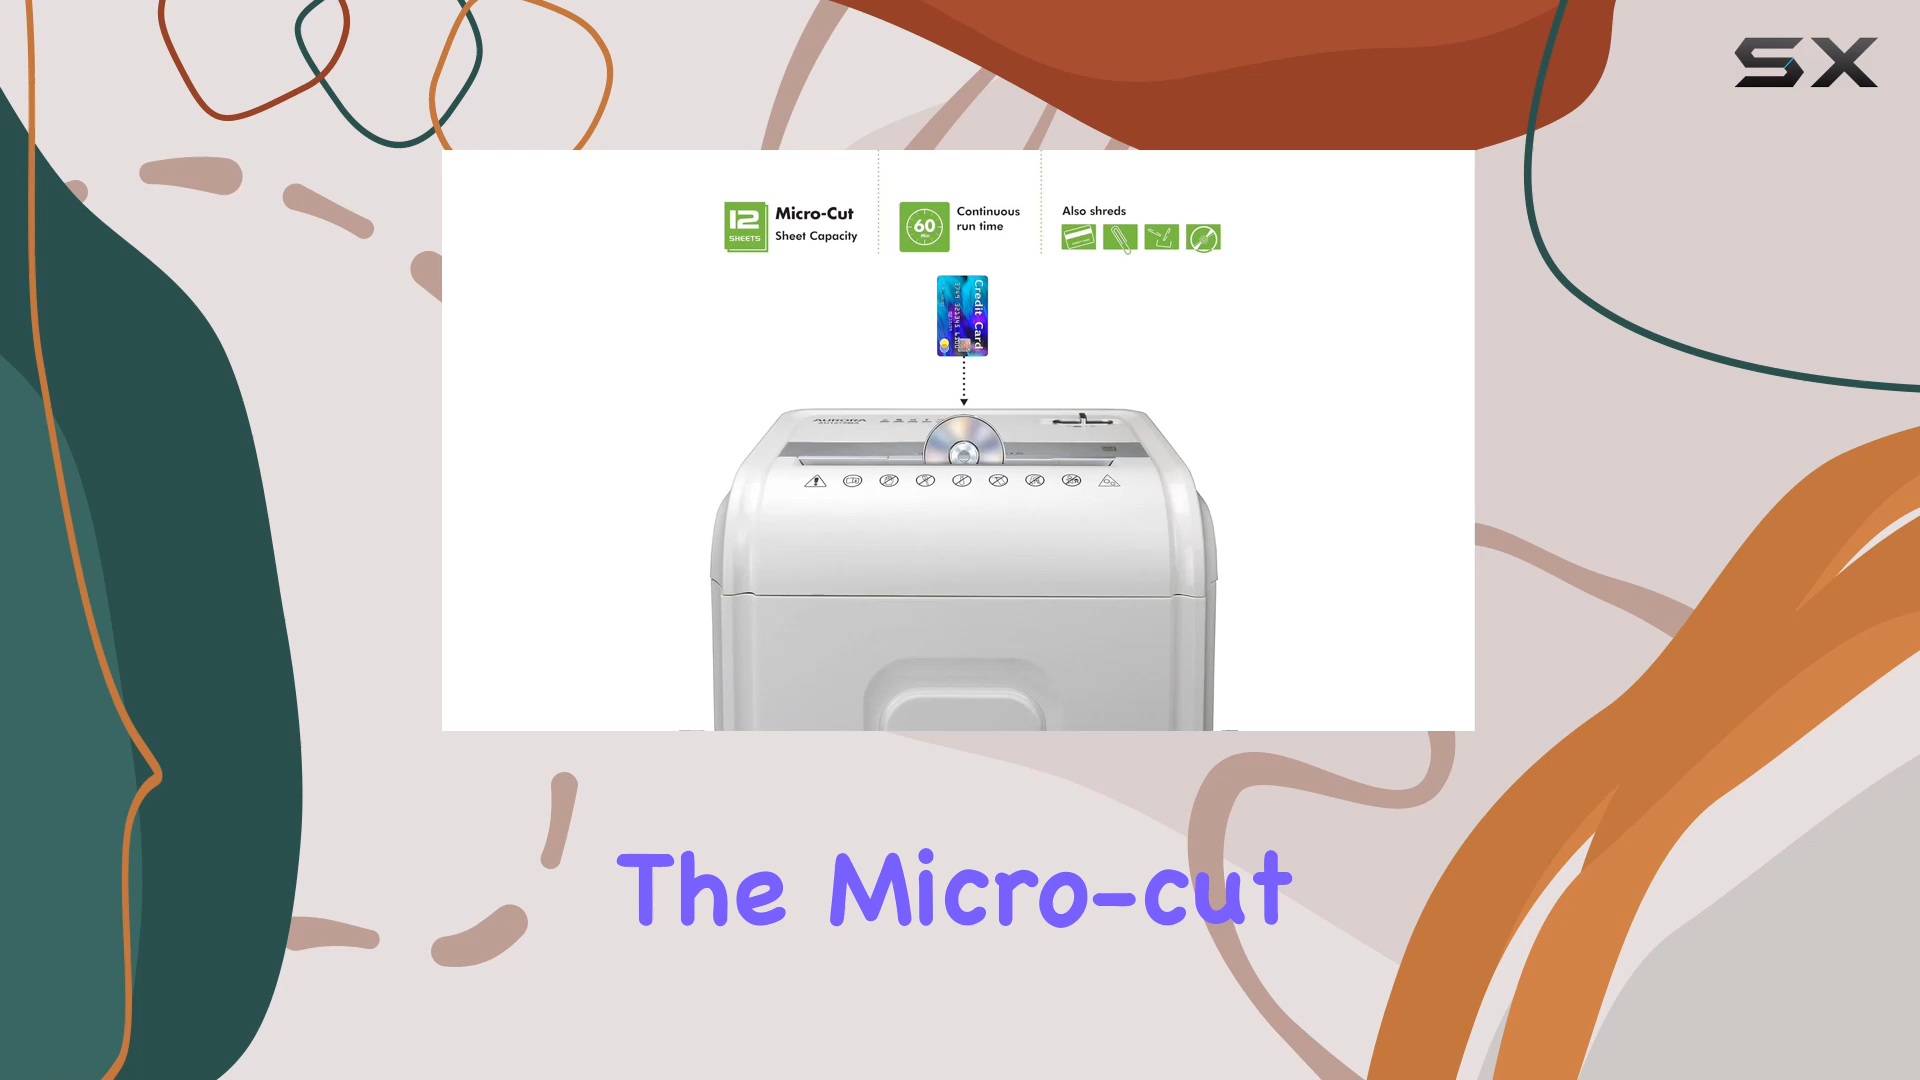 SX
12
SHEETS
Micro-Cut
Sheet Capacity
60
Min
Continuous
run time
Also shreds
Credit Card
AURORA
The Micro-cut